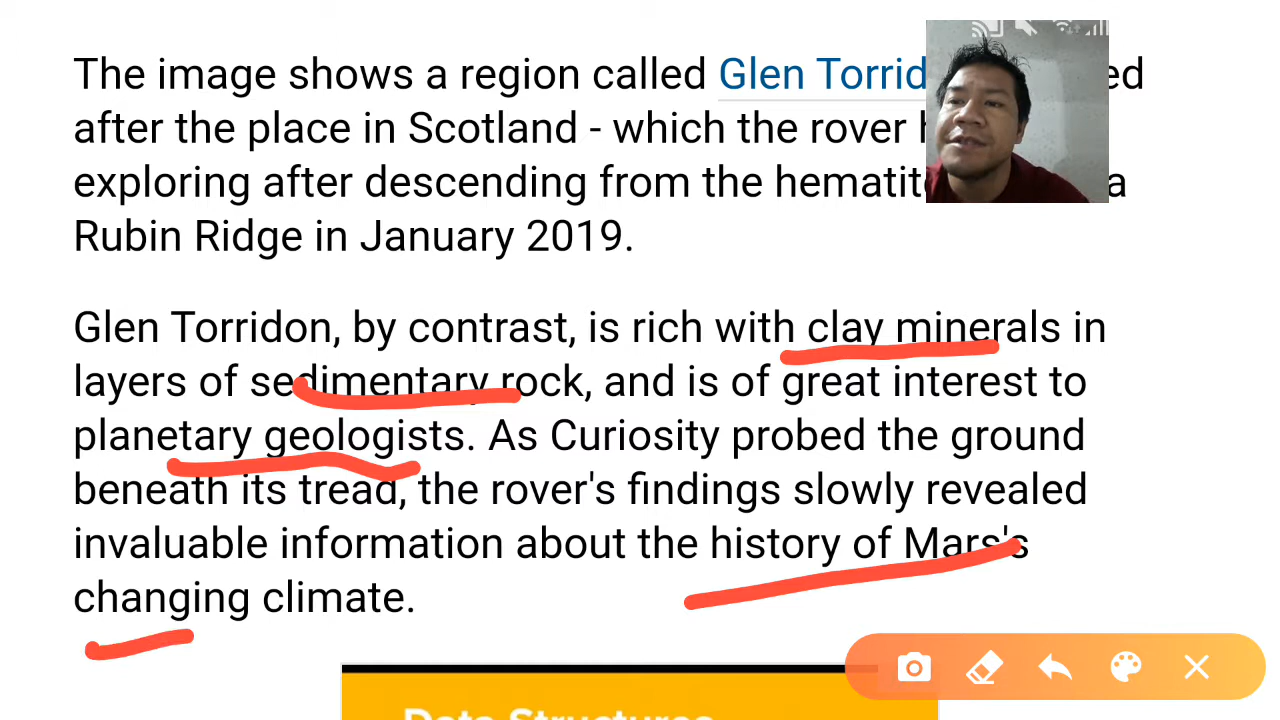 The image shows a region called Glen Torrid
after the place in Scotland - which the rover
exploring after descending from the
Rubin Ridge in January 2019.
Glen Torridon, by contrast, is rich with clay minerals in
layers of sedimentary rock, and is of great interest to
planetary geologists. As Curiosity probed the ground
beneath its tread, the rover's findings slowly revealed
invaluable information about the history of Mars's
changing climate.
Data Structures